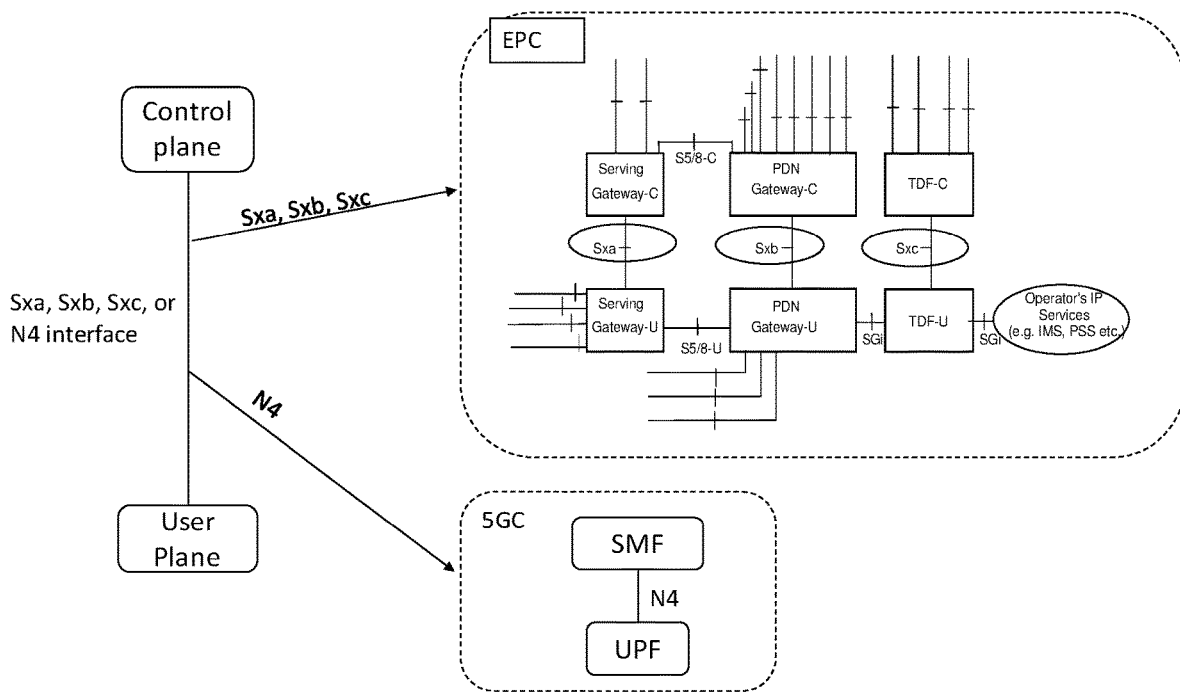 EPC
Control
plane
Sxa, Sxb, Sxc
Sxa, Sxb, Sxc, or
N4 interface
N4
User
Plane
S5/8-C
Serving
Gateway-C
PDN
Gateway-C
TDF-C
Sxa
Sxb
Sxc
Serving
Gateway-U
S5/8-U
PDN
Gateway-U
SGi
TDF-U
SGi
Operator's IP
Services
(e.g. IMS, PSS etc.)
5GC
SMF
N4
UPF